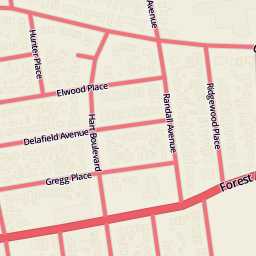 Avenue
Hunter Place
Elwood Place
Ridgewood Place
Randall Avenue
Hart Boulevard
Delafield Avenue
Gregg Place
Forest